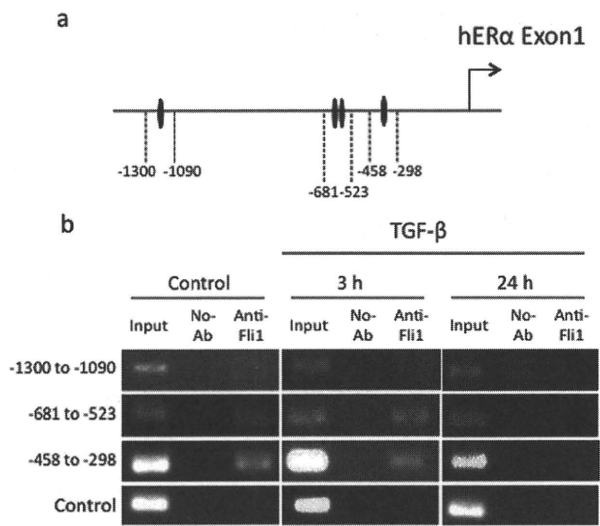 a
hERα Exon1
-1300 -1090
-458 -298
-681 -523
b
TGF-β
Control 3 h 24 h
Input No-Ab Anti-Fli1 Input No-Ab Anti-Fli1 Input No-Ab Anti-Fli1
-1300 to -1090
-681 to -523
-458 to -298
Control